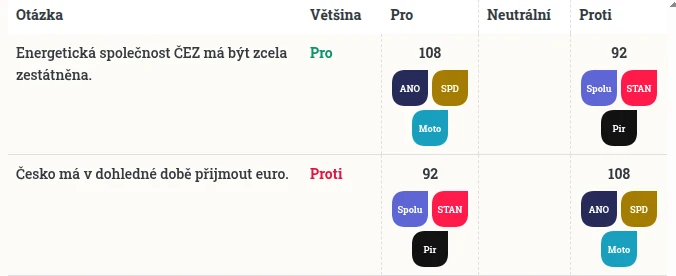 Otázka Většina Pro Neutrální Proti
Energetická společnost ČEZ má být zcela
zestátněna.
Pro
108
ANO SPD
Moto
92
Spolu STAN
Pir
Česko má v dohledné době přijmout euro.
Proti
92
Spolu STAN
Pir
108
ANO SPD
Moto